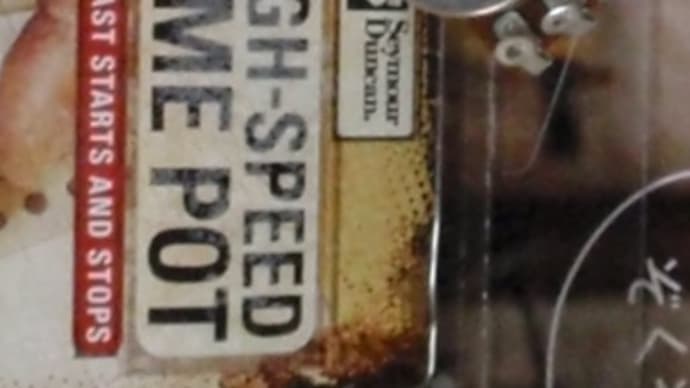 Seymour
Duncan.
GH-SPEED
ME POT
AST STARTS AND STOPS